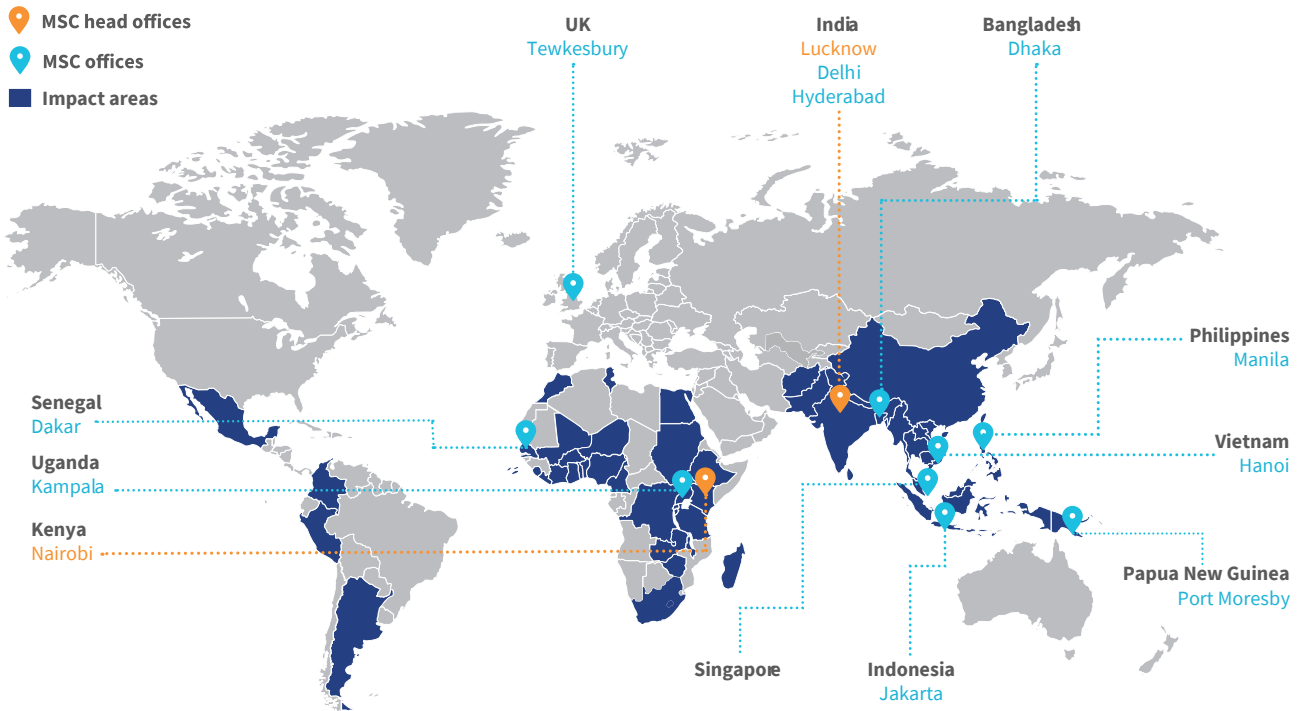 MSC head offices
MSC offices
Impact areas
UK
Tewkesbury
India
Lucknow
Delhi
Hyderabad
Bangladesh
Dhaka
Philippines
Manila
Senegal
Dakar
Vietnam
Hanoi
Uganda
Kampala
Kenya
Nairobi
Papua New Guinea
Port Moresby
Singapore
Indonesia
Jakarta